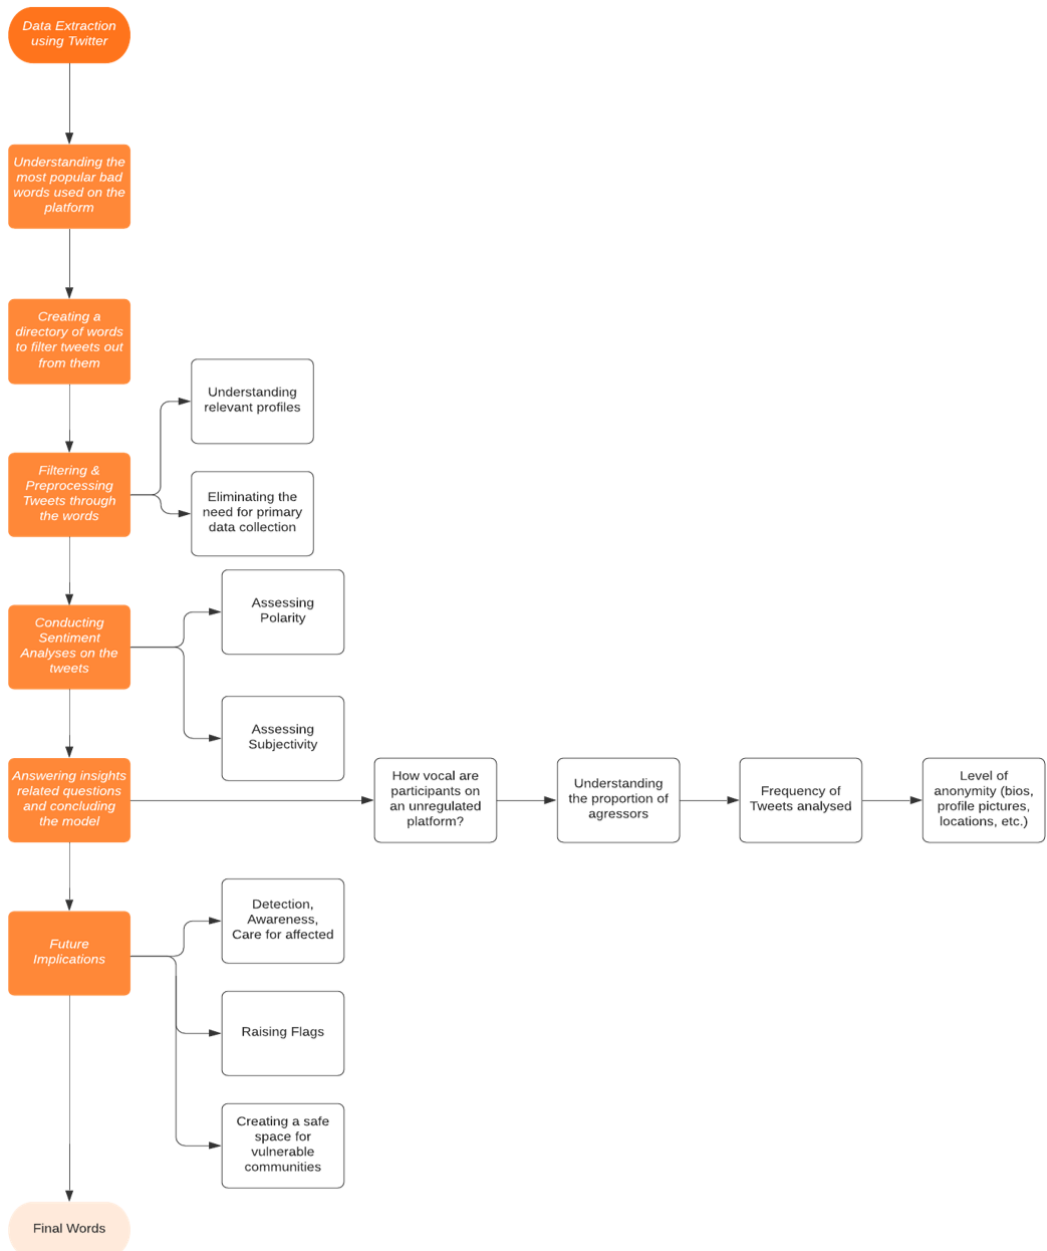 Data Extraction
using Twitter
Understanding the
most popular bad
words used on the
platform
Creating a
directory of words
to filter tweets out
from them
Understanding
relevant profiles
Filtering &
Preprocessing
Tweets through
the words
Eliminating the
need for primary
data collection
Assessing
Polarity
Conducting
Sentiment
Analyses on the
tweets
Assessing
Subjectivity
Answering insights
related questions
and concluding
the model
How vocal are
participants on
an unregulated
platform?
Understanding
the proportion of
agressors
Frequency of
Tweets analysed
Level of
anonymity (bios,
profile pictures,
locations, etc.)
Detection,
Awareness,
Care for affected
Future
Implications
Raising Flags
Creating a safe
space for
vulnerable
communities
Final Words